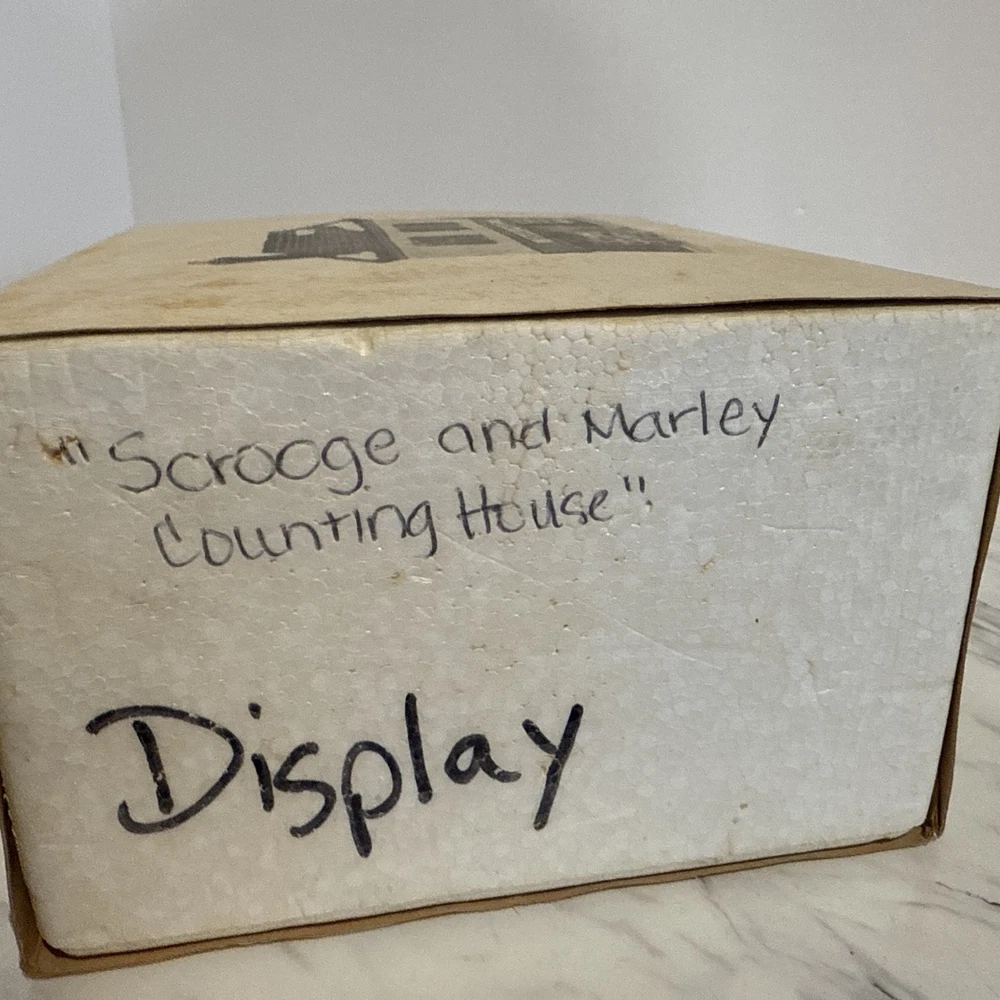 "Scrooge and Marley
Counting House"
Display